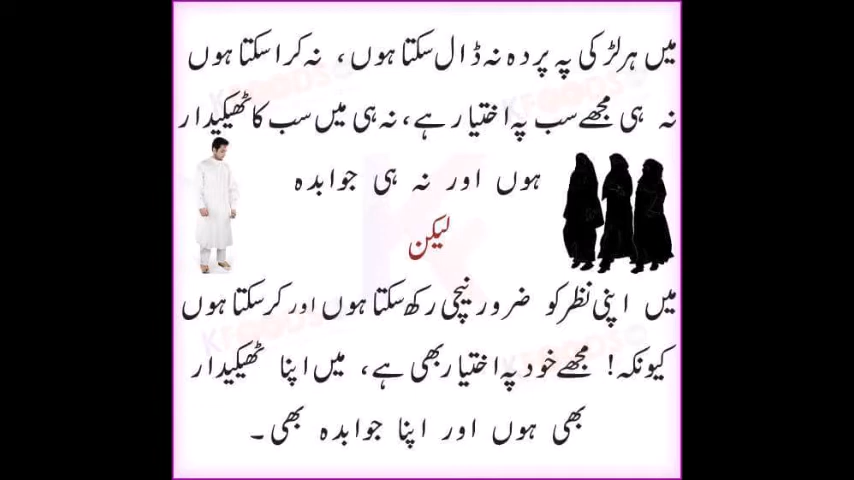 میں ہر لڑکی پہ پردہ نہ ڈال سکتا ہوں، نہ کرا سکتا ہوں
نہ ہی مجھے سب پہ اختیار ہے، نہ ہی میں سب کا ٹھیکیدار
ہوں اور نہ ہی جوابدہ
لیکن
میں اپنی نظر کو ضرور نیچی رکھ سکتا ہوں اور کر سکتا ہوں
کیونکہ! مجھے خود پہ اختیار بھی ہے، میں اپنا ٹھیکیدار
بھی ہوں اور اپنا جوابدہ بھی۔